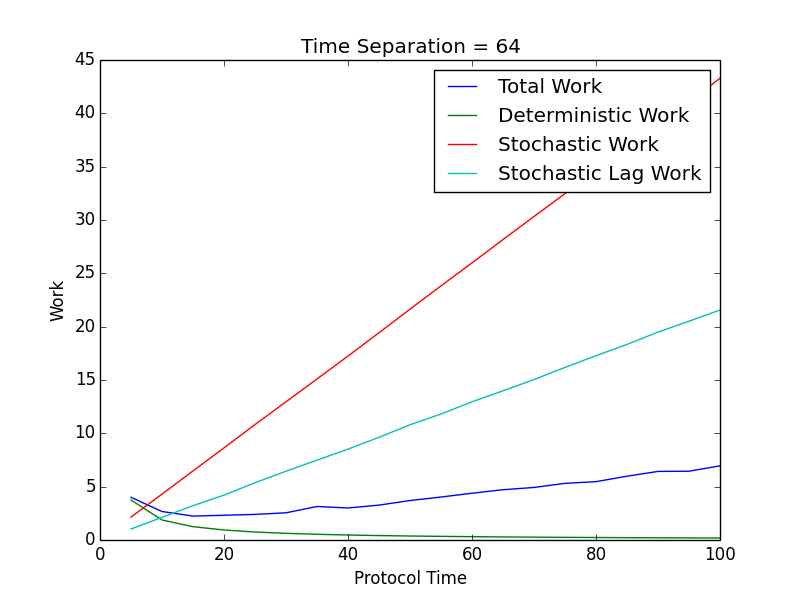 Time Separation = 64
Total Work
Deterministic Work
Stochastic Work
Stochastic Lag Work
45
40
35
30
25
20
15
10
5
0
Work
0 20 40 60 80 100
Protocol Time